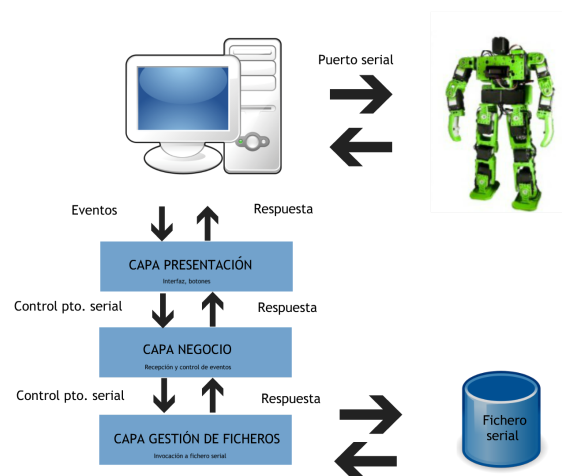 Puerto serial
Eventos
Respuesta
CAPA PRESENTACIÓN
Interfaz, botones
Control pto. serial
Respuesta
CAPA NEGOCIO
Recepción y control de eventos
Control pto. serial
Respuesta
CAPA GESTIÓN DE FICHEROS
Invocación a fichero serial
Fichero
serial